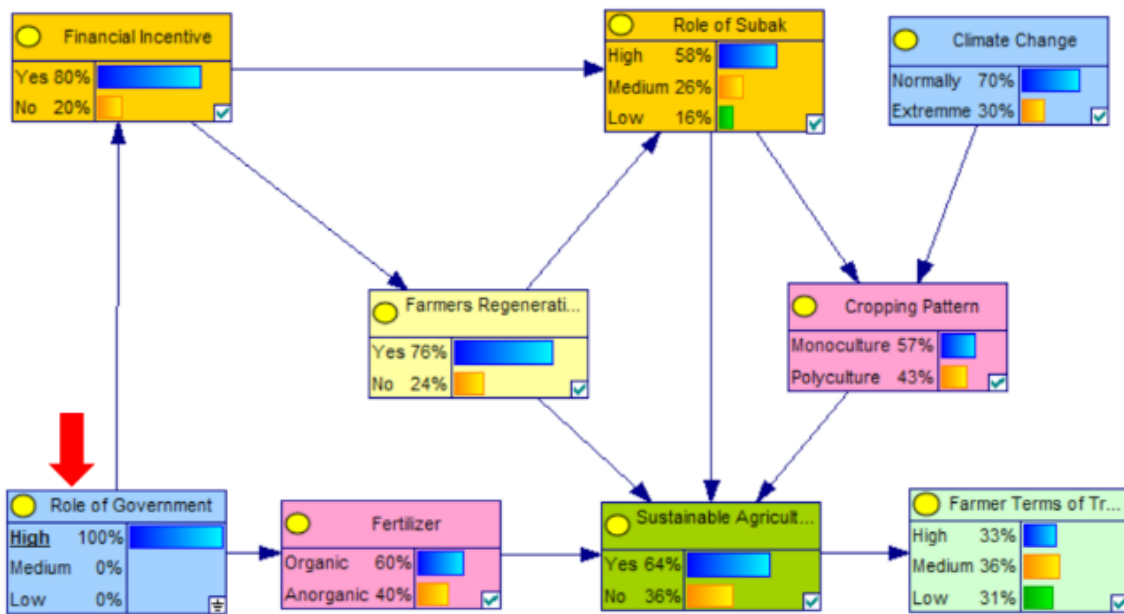 Financial Incentive
Yes 80%
No 20%
Role of Subak
High 58%
Medium 26%
Low 16%
Climate Change
Normally 70%
Extremme 30%
Farmers Regenerati...
Yes 76%
No 24%
Cropping Pattern
Monoculture 57%
Polyculture 43%
Role of Government
High 100%
Medium 0%
Low 0%
Fertilizer
Organic 60%
Anorganic 40%
Sustainable Agricult...
Yes 64%
No 36%
Farmer Terms of Tr...
High 33%
Medium 36%
Low 31%